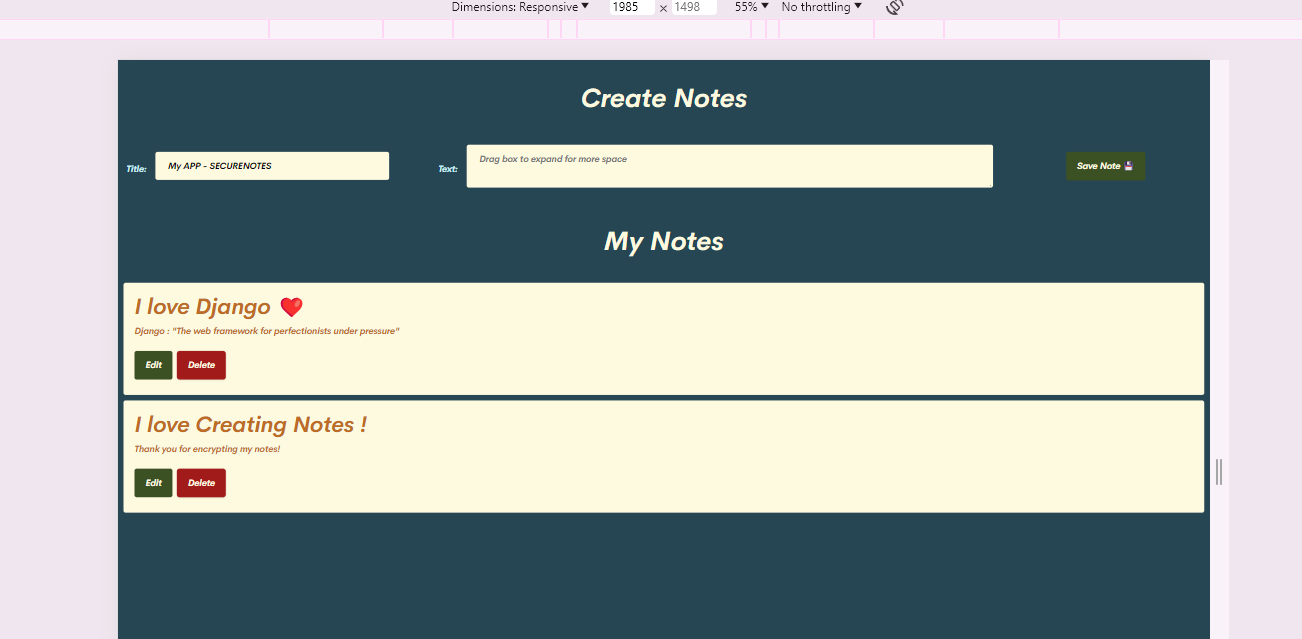 Dimensions: Responsive ▼ 1985 × 1498 55% ▼ No throttling ▼
Create Notes
Title: My APP - SECURENOTES Text: Drag box to expand for more space Save Note 💾
My Notes
I love Django ❤️
Django : "The web framework for perfectionists under pressure"
Edit Delete
I love Creating Notes !
Thank you for encrypting my notes!
Edit Delete